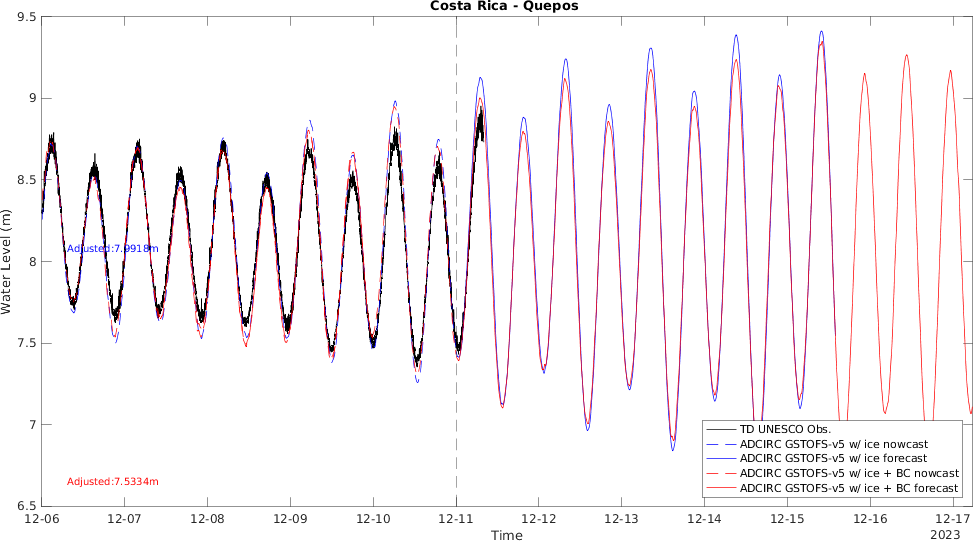 Costa Rica - Quepos
9.5
9
8.5
8
7.5
7
6.5
Water Level (m)
Adjusted:7.9918m
Adjusted:7.5334m
TD UNESCO Obs.
ADCIRC GSTOFS-v5 w/ ice nowcast
ADCIRC GSTOFS-v5 w/ ice forecast
ADCIRC GSTOFS-v5 w/ ice + BC nowcast
ADCIRC GSTOFS-v5 w/ ice + BC forecast
12-06 12-07 12-08 12-09 12-10 12-11 12-12 12-13 12-14 12-15 12-16 12-17
Time
2023